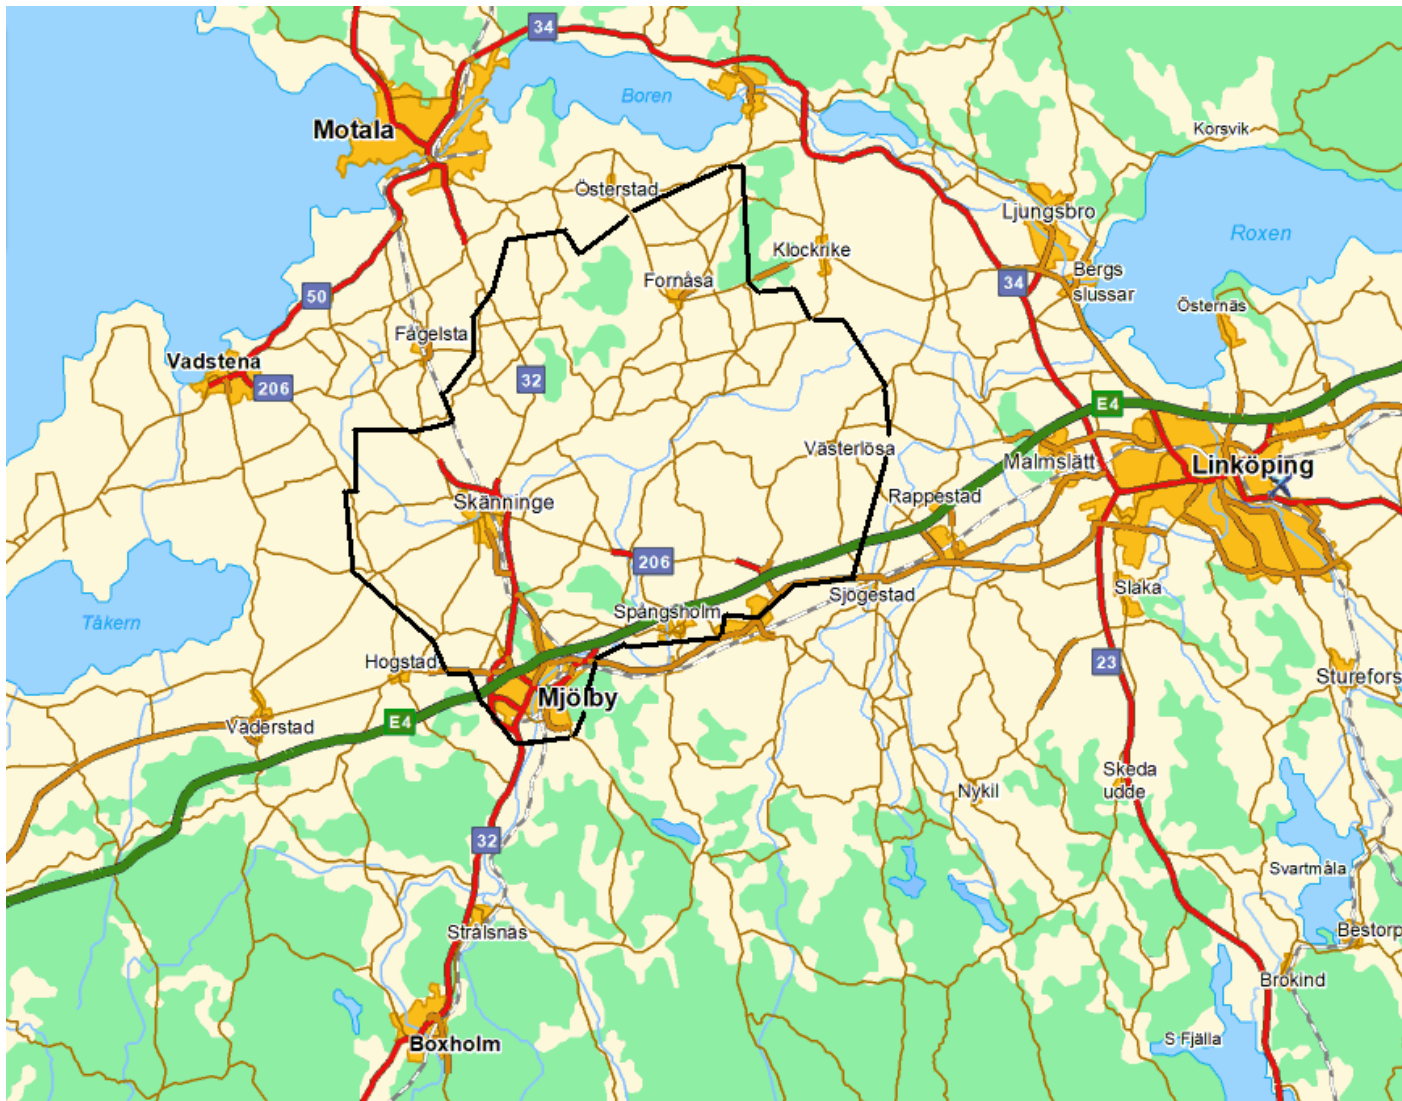 34
Boren
Motala
Korsvik
Österstad
Ljungsbro
Roxen
Klockrike
Bergs
slussar
Fornåsa
34
50
Östernäs
Fågelsta
Vadstena
32
206
E4
Västerlösa
Malmslätt
Linköping
Rappestad
Skänninge
206
Slaka
Sjögestad
Spångsholm
Tåkern
Hogstad
23
Sturefors
Mjölby
E4
Väderstad
Skeda
udde
Nykil
32
Svartmåla
Strålsnäs
Bestorp
Brokind
Boxholm
S Fjälla